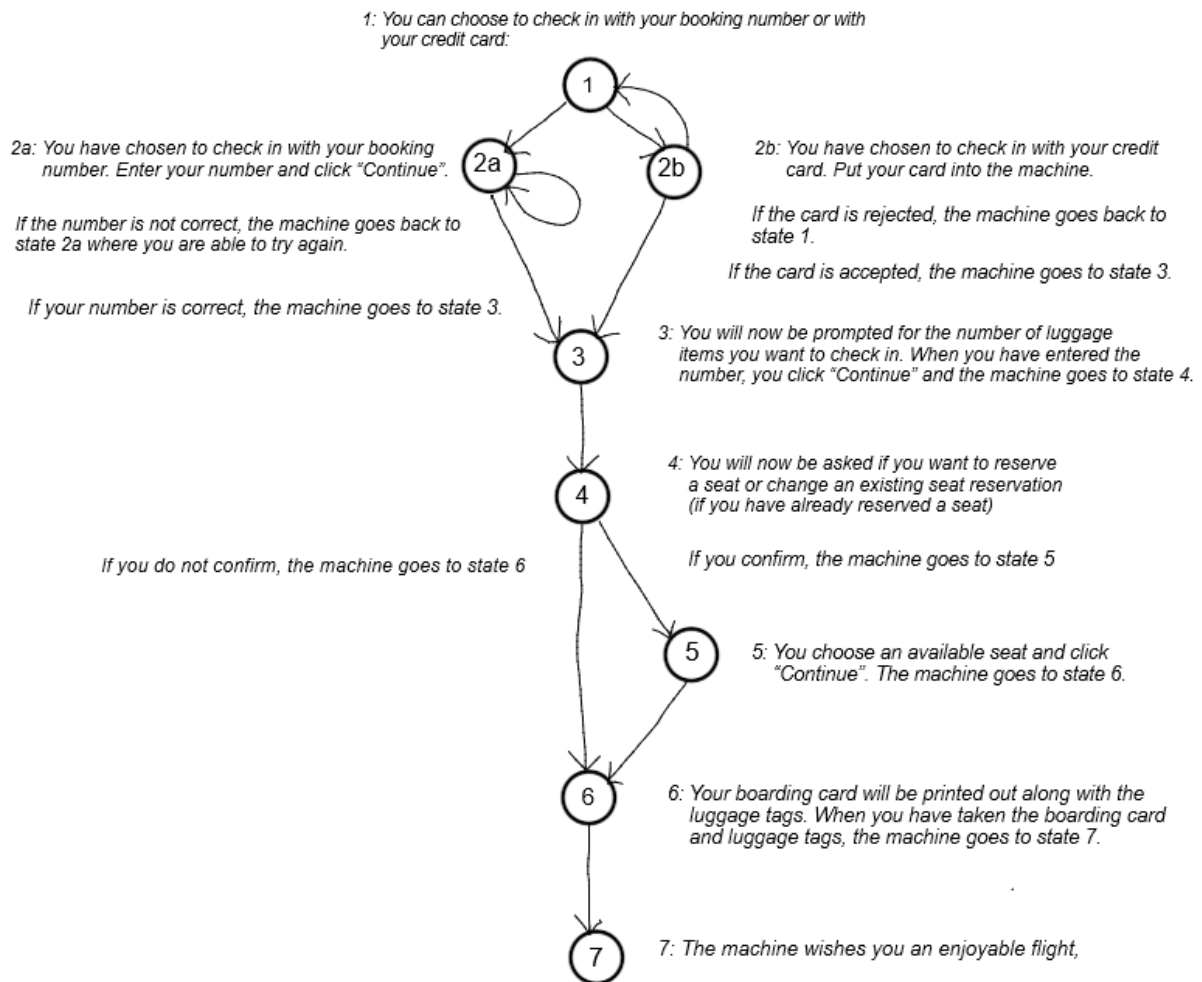 1: You can choose to check in with your booking number or with
your credit card:
1
2a: You have chosen to check in with your booking
number. Enter your number and click “Continue”.
2a
2b
2b: You have chosen to check in with your credit
card. Put your card into the machine.
If the number is not correct, the machine goes back to
state 2a where you are able to try again.
If the card is rejected, the machine goes back to
state 1.
If the card is accepted, the machine goes to state 3.
If your number is correct, the machine goes to state 3.
3
3: You will now be prompted for the number of luggage
items you want to check in. When you have entered the
number, you click “Continue” and the machine goes to state 4.
4
4: You will now be asked if you want to reserve
a seat or change an existing seat reservation
(if you have already reserved a seat)
If you do not confirm, the machine goes to state 6
If you confirm, the machine goes to state 5
5
5: You choose an available seat and click
“Continue”. The machine goes to state 6.
6
6: Your boarding card will be printed out along with the
luggage tags. When you have taken the boarding card
and luggage tags, the machine goes to state 7.
.
7
7: The machine wishes you an enjoyable flight,